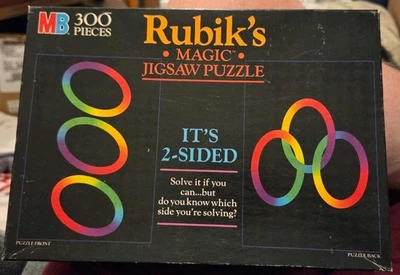 MB 300 PIECES
Rubik's
• MAGIC™ •
JIGSAW PUZZLE
IT'S
2-SIDED
Solve it if you
can...but
do you know which
side you're solving?
PUZZLE FRONT
PUZZLE BACK